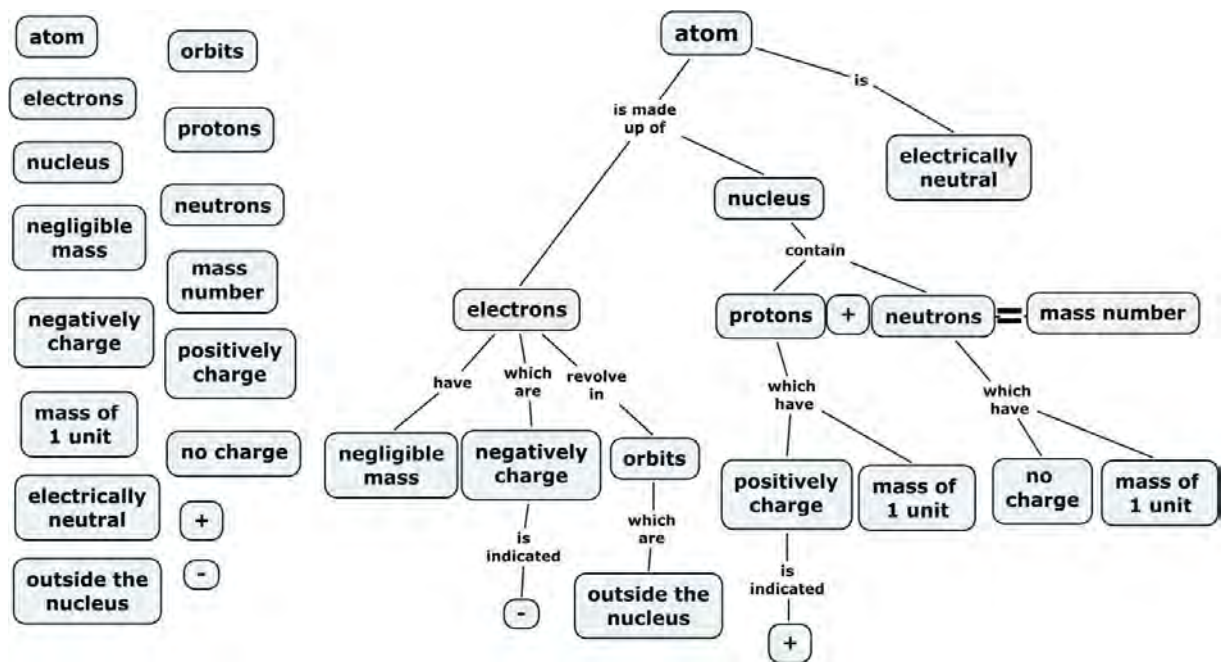 atom
electrons
nucleus
negligible
mass
negatively
charge
mass of
1 unit
electrically
neutral
outside the
nucleus
orbits
protons
neutrons
mass
number
positively
charge
no charge
+
-
atom
is
is made
up of
electrically
neutral
nucleus
contain
electrons
protons
+
neutrons
=
mass number
have
which
are
revolve
in
which
have
which
have
negligible
mass
negatively
charge
orbits
positively
charge
mass of
1 unit
no
charge
mass of
1 unit
is
indicated
which
are
is
indicated
-
outside the
nucleus
+